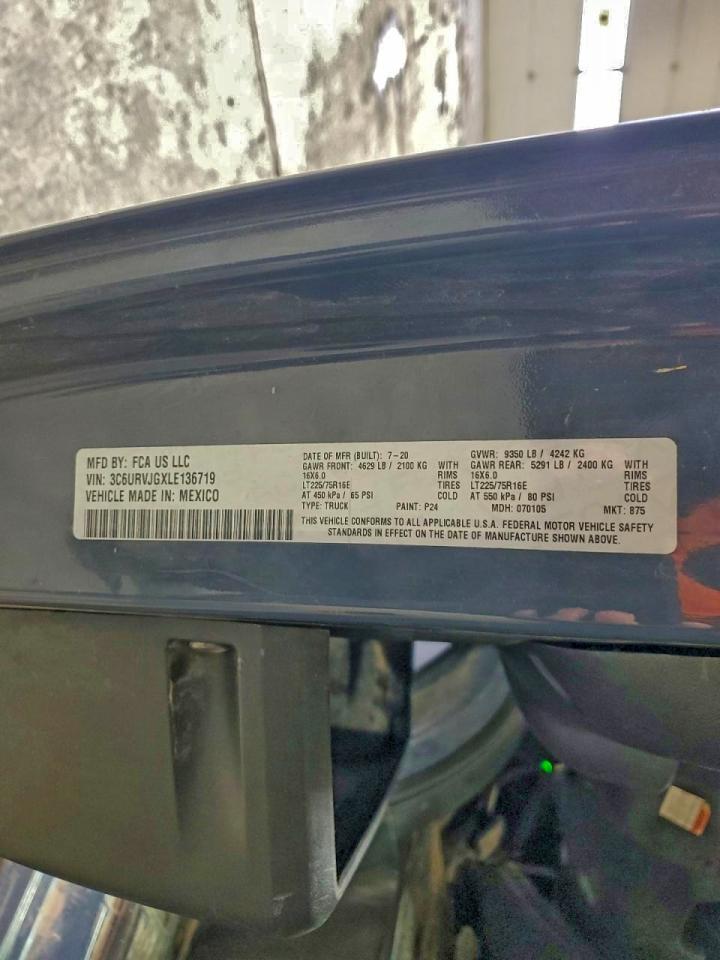 MFD BY: FCA US LLC
VIN: 3C6URVJGXLE136719
VEHICLE MADE IN: MEXICO
DATE OF MFR (BUILT): 7-20 GVWR: 9350 LB / 4242 KG
GAWR FRONT: 4629 LB / 2100 KG WITH GAWR REAR: 5291 LB / 2400 KG WITH
16X6.0 RIMS 16X6.0 RIMS
LT225/75R16E TIRES LT225/75R16E TIRES
AT 450 kPa / 65 PSI COLD AT 550 kPa / 80 PSI COLD
TYPE: TRUCK PAINT: P24 MDH: 070105 MKT: 875
THIS VEHICLE CONFORMS TO ALL APPLICABLE U.S.A. FEDERAL MOTOR VEHICLE SAFETY
STANDARDS IN EFFECT ON THE DATE OF MANUFACTURE SHOWN ABOVE.